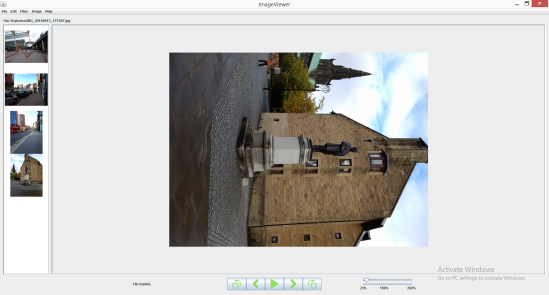 ImageViewer
File Edit Filter Image Help
File loaded.
25% 100% 200%
Activate Windows
Go to PC settings to activate Windows.